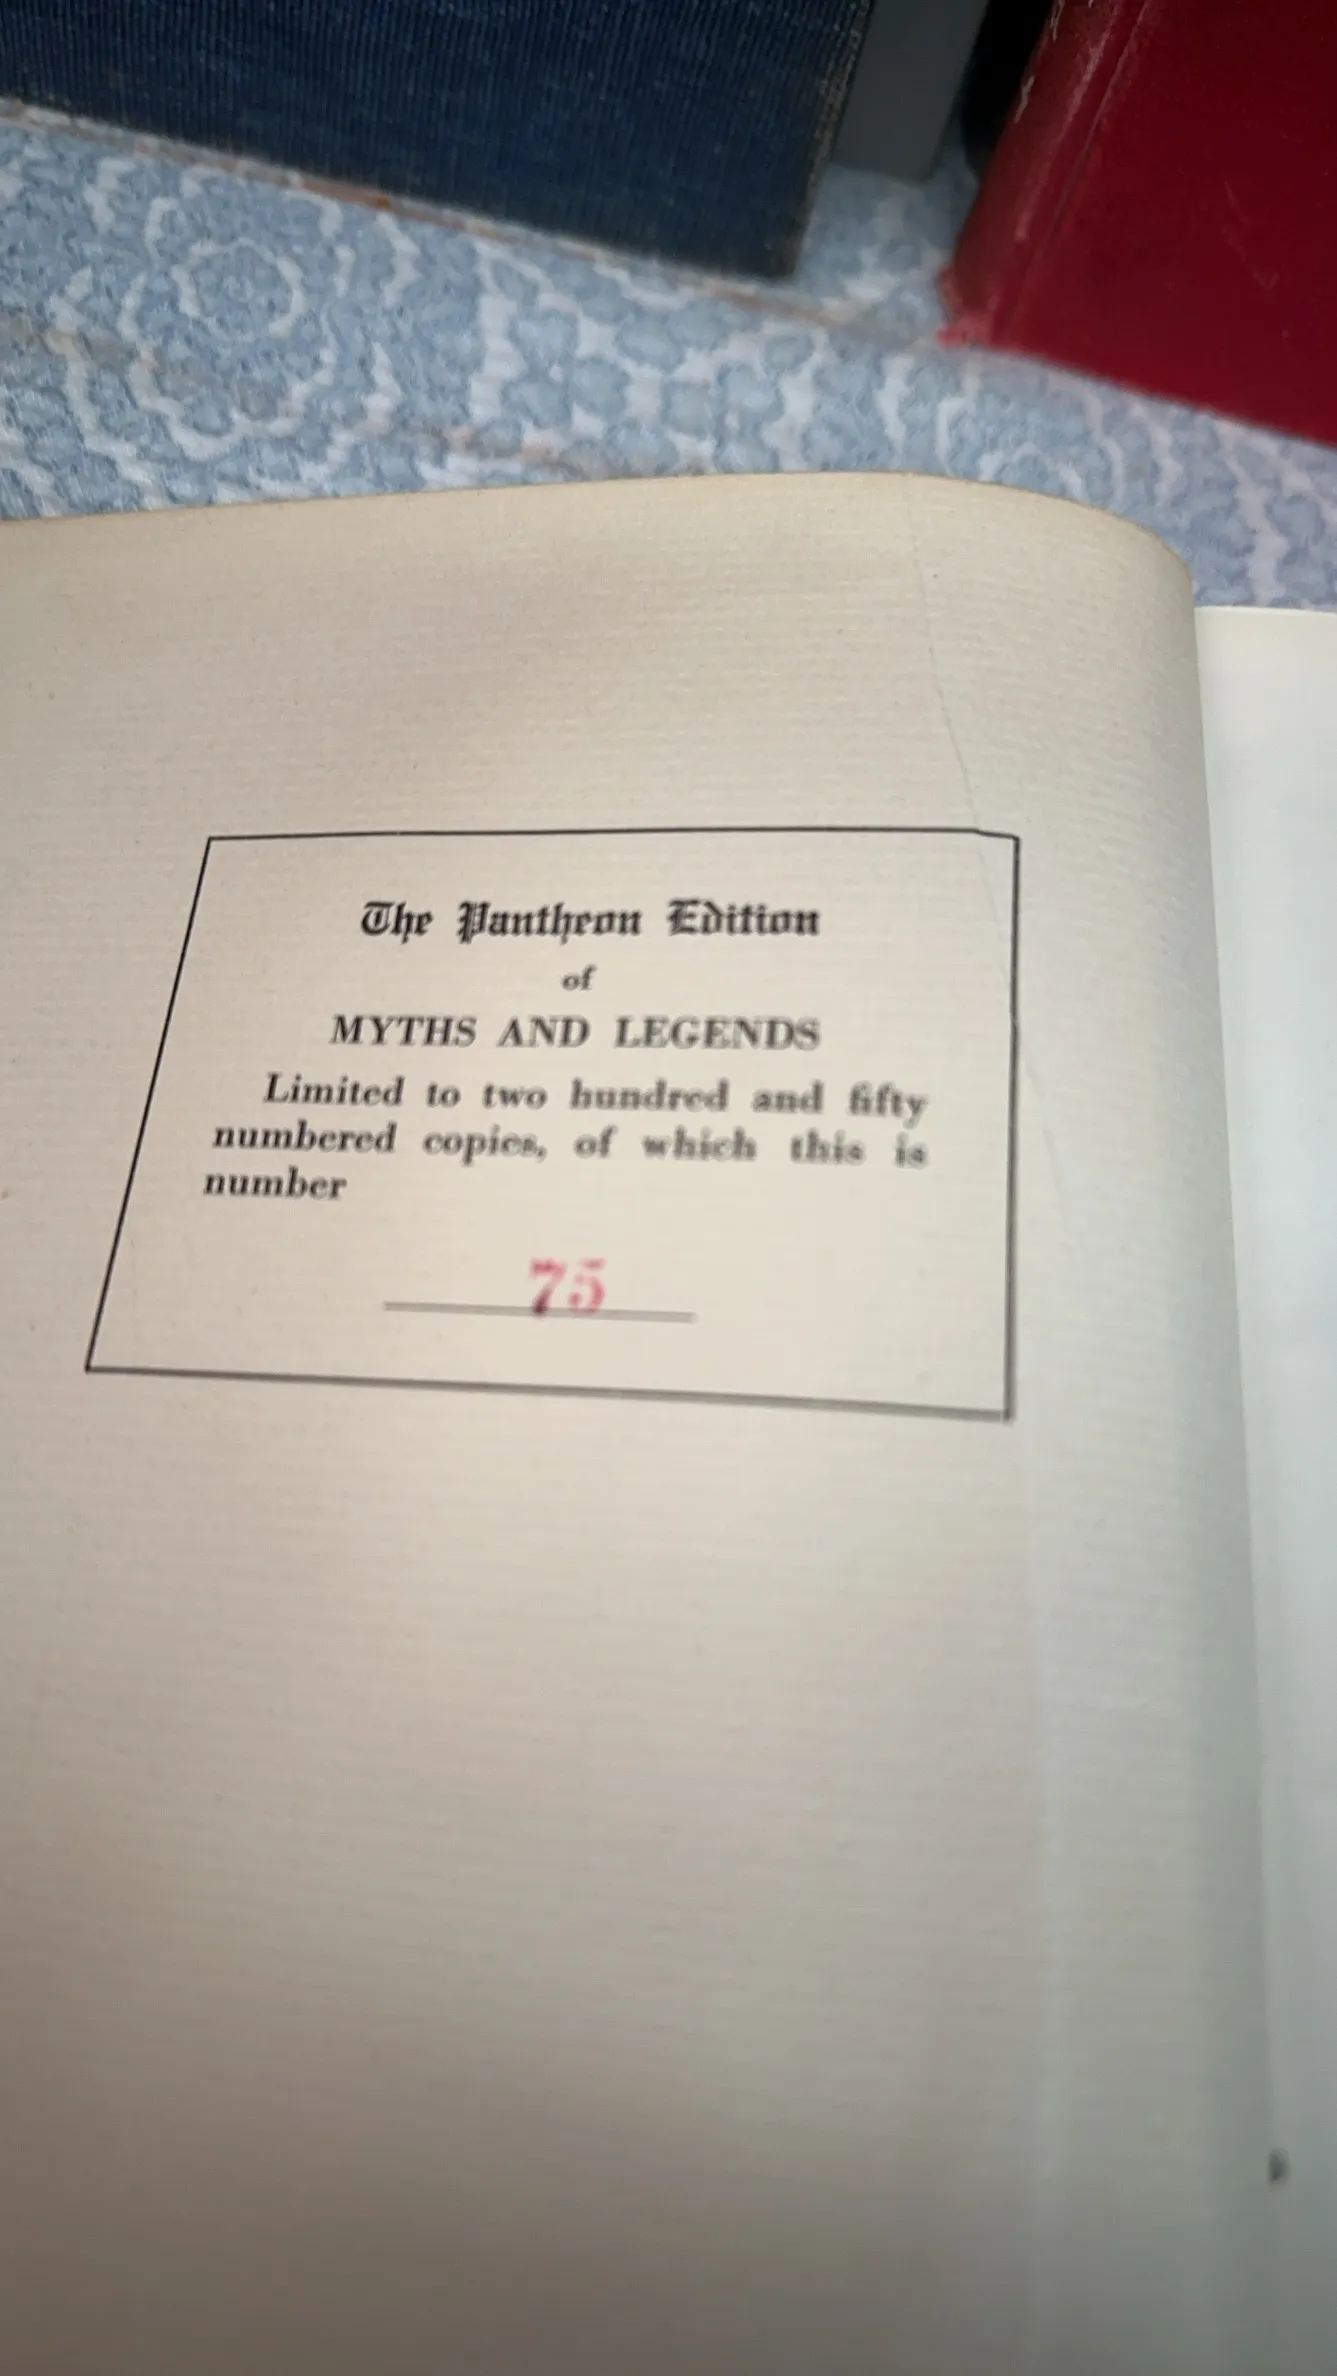 The Pantheon Edition
of
MYTHS AND LEGENDS
Limited to two hundred and fifty
numbered copies, of which this is
number
75